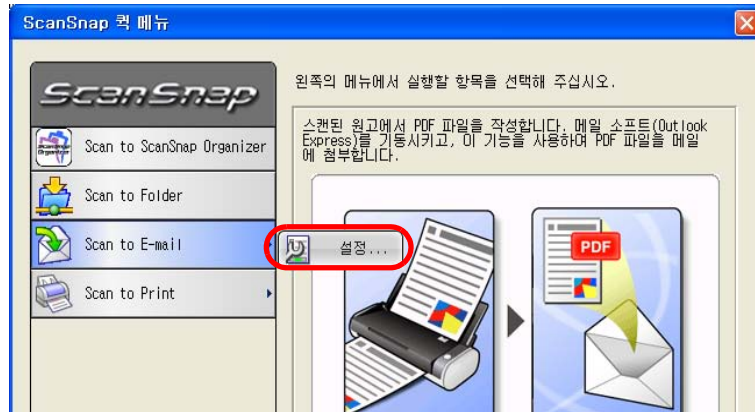 ScanSnap 퀵 메뉴
ScanSnap
왼쪽의 메뉴에서 실행할 항목을 선택해 주십시오.
Scan to ScanSnap Organizer
Scan to Folder
Scan to E-mail
Scan to Print
설정...
스캔된 원고에서 PDF 파일을 작성합니다. 메일 소프트(Outlook
Express)를 기동시키고, 이 기능을 사용하여 PDF 파일을 메일
에 첨부합니다.
PDF